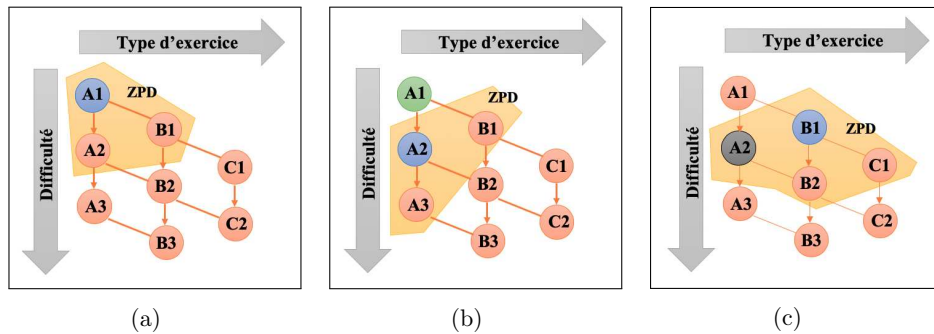 Type d'exercice
Difficulté
ZPD
A1
B1
A2
C1
B2
A3
C2
B3
(a)
Type d'exercice
Difficulté
ZPD
A1
B1
A2
C1
B2
A3
C2
B3
(b)
Type d'exercice
Difficulté
A1
B1
ZPD
A2
C1
B2
A3
C2
B3
(c)